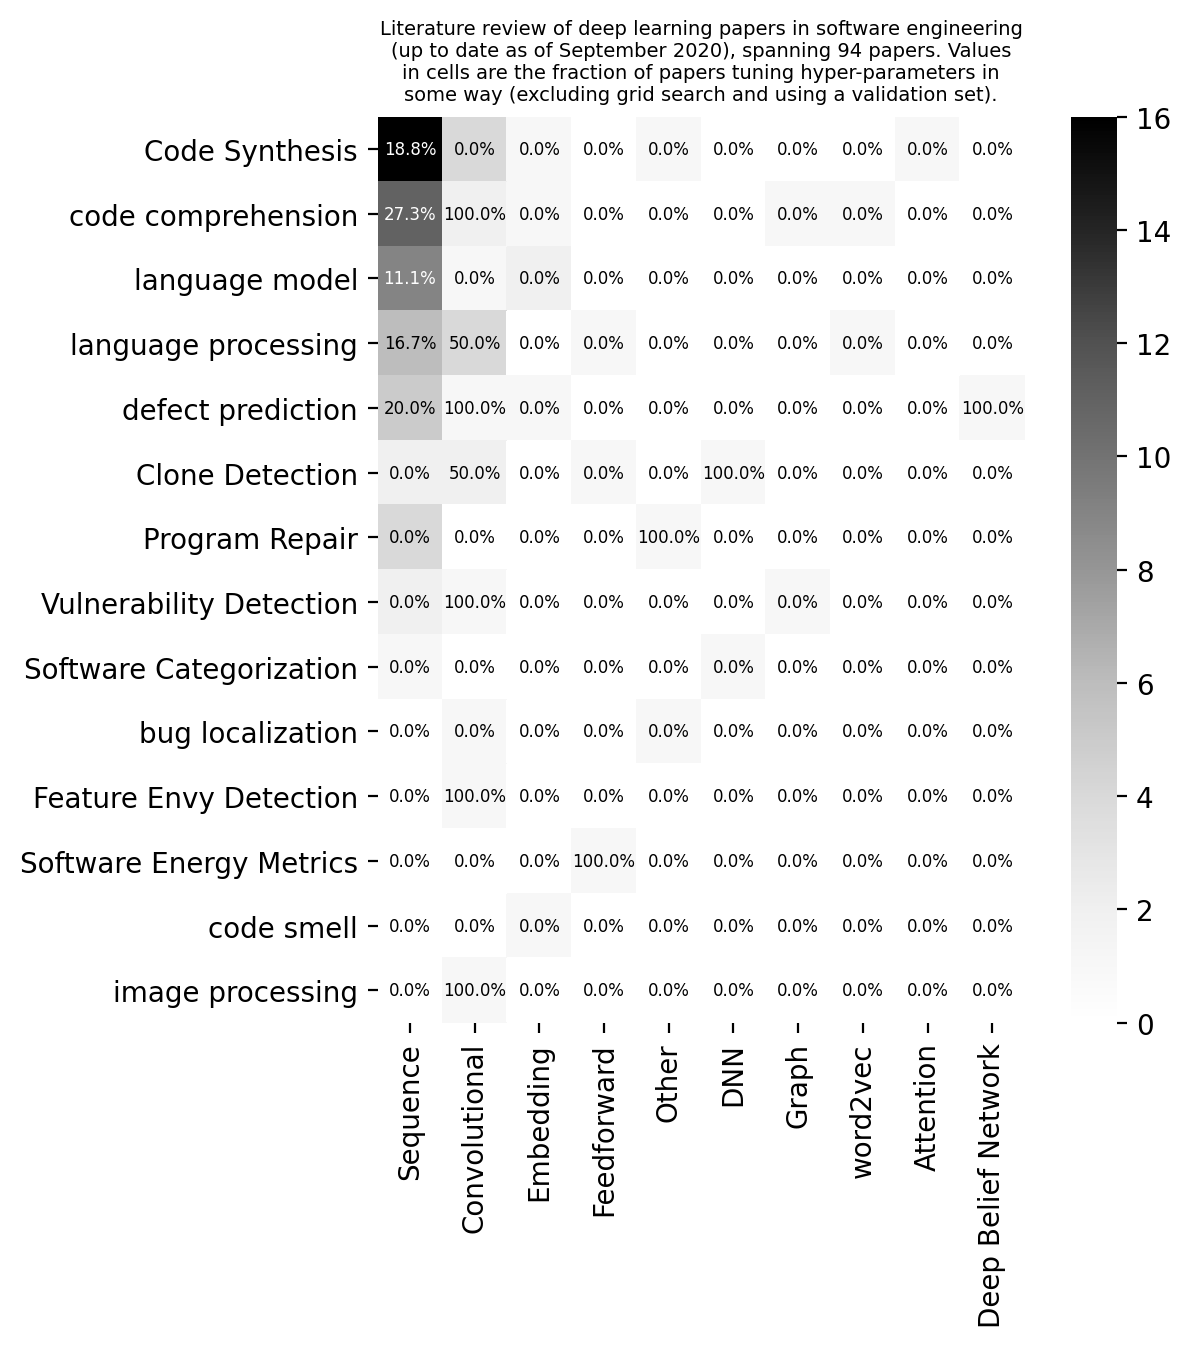 Literature review of deep learning papers in software engineering
(up to date as of September 2020), spanning 94 papers. Values
in cells are the fraction of papers tuning hyper-parameters in
some way (excluding grid search and using a validation set).
Code Synthesis 18.8% 0.0% 0.0% 0.0% 0.0% 0.0% 0.0% 0.0% 0.0% 0.0%
code comprehension 27.3% 100.0% 0.0% 0.0% 0.0% 0.0% 0.0% 0.0% 0.0% 0.0%
language model 11.1% 0.0% 0.0% 0.0% 0.0% 0.0% 0.0% 0.0% 0.0% 0.0%
language processing 16.7% 50.0% 0.0% 0.0% 0.0% 0.0% 0.0% 0.0% 0.0% 0.0%
defect prediction 20.0% 100.0% 0.0% 0.0% 0.0% 0.0% 0.0% 0.0% 0.0% 100.0%
Clone Detection 0.0% 50.0% 0.0% 0.0% 0.0% 100.0% 0.0% 0.0% 0.0% 0.0%
Program Repair 0.0% 0.0% 0.0% 0.0% 100.0% 0.0% 0.0% 0.0% 0.0% 0.0%
Vulnerability Detection 0.0% 100.0% 0.0% 0.0% 0.0% 0.0% 0.0% 0.0% 0.0% 0.0%
Software Categorization 0.0% 0.0% 0.0% 0.0% 0.0% 0.0% 0.0% 0.0% 0.0% 0.0%
bug localization 0.0% 0.0% 0.0% 0.0% 0.0% 0.0% 0.0% 0.0% 0.0% 0.0%
Feature Envy Detection 0.0% 100.0% 0.0% 0.0% 0.0% 0.0% 0.0% 0.0% 0.0% 0.0%
Software Energy Metrics 0.0% 0.0% 0.0% 100.0% 0.0% 0.0% 0.0% 0.0% 0.0% 0.0%
code smell 0.0% 0.0% 0.0% 0.0% 0.0% 0.0% 0.0% 0.0% 0.0% 0.0%
image processing 0.0% 100.0% 0.0% 0.0% 0.0% 0.0% 0.0% 0.0% 0.0% 0.0%
Sequence
Convolutional
Embedding
Feedforward
Other
DNN
Graph
word2vec
Attention
Deep Belief Network
16
14
12
10
8
6
4
2
0